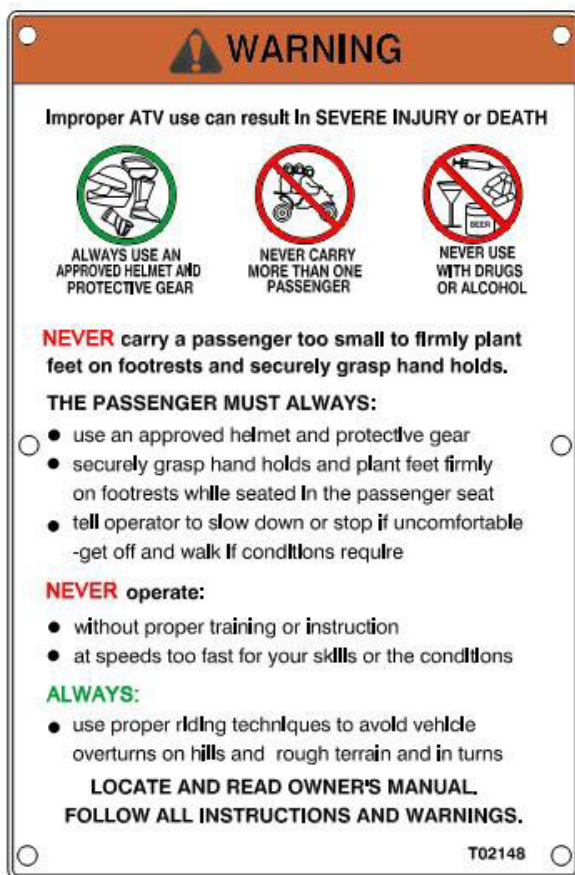 WARNING
Improper ATV use can result in SEVERE INJURY or DEATH
ALWAYS USE AN
APPROVED HELMET AND
PROTECTIVE GEAR
NEVER CARRY
MORE THAN ONE
PASSENGER
BEER
NEVER USE
WITH DRUGS
OR ALCOHOL
NEVER carry a passenger too small to firmly plant
feet on footrests and securely grasp hand holds.
THE PASSENGER MUST ALWAYS:
● use an approved helmet and protective gear
● securely grasp hand holds and plant feet firmly
on footrests while seated in the passenger seat
● tell operator to slow down or stop if uncomfortable
-get off and walk if conditions require
NEVER operate:
● without proper training or instruction
● at speeds too fast for your skills or the conditions
ALWAYS:
● use proper riding techniques to avoid vehicle
overturns on hills and rough terrain and in turns
LOCATE AND READ OWNER'S MANUAL.
FOLLOW ALL INSTRUCTIONS AND WARNINGS.
T02148